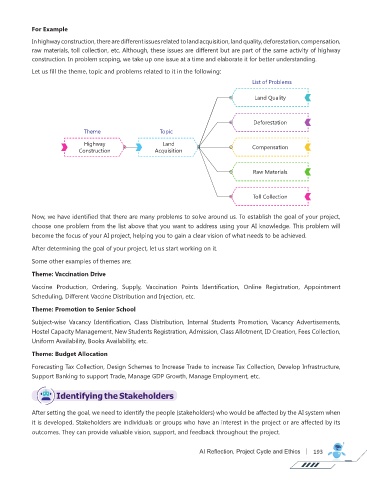 For Example
In highway construction, there are different issues related to land acquisition, land quality, deforestation, compensation,
raw materials, toll collection, etc. Although, these issues are different but are part of the same activity of highway
construction. In problem scoping, we take up one issue at a time and elaborate it for better understanding.
Let us fill the theme, topic and problems related to it in the following:
List of Problems
Land Quality
Deforestation
Theme
Topic
Highway
Construction
Land
Acquisition
Compensation
Raw Materials
Toll Collection
Now, we have identified that there are many problems to solve around us. To establish the goal of your project,
choose one problem from the list above that you want to address using your AI knowledge. This problem will
become the focus of your AI project, helping you to gain a clear vision of what needs to be achieved.
After determining the goal of your project, let us start working on it.
Some other examples of themes are:
Theme: Vaccination Drive
Vaccine Production, Ordering, Supply, Vaccination Points Identification, Online Registration, Appointment
Scheduling, Different Vaccine Distribution and Injection, etc.
Theme: Promotion to Senior School
Subject-wise Vacancy Identification, Class Distribution, Internal Students Promotion, Vacancy Advertisements,
Hostel Capacity Management, New Students Registration, Admission, Class Allotment, ID Creation, Fees Collection,
Uniform Availability, Books Availability, etc.
Theme: Budget Allocation
Forecasting Tax Collection, Design Schemes to Increase Trade to increase Tax Collection, Develop Infrastructure,
Support Banking to support Trade, Manage GDP Growth, Manage Employment, etc.
Identifying the Stakeholders
After setting the goal, we need to identify the people (stakeholders) who would be affected by the AI system when
it is developed. Stakeholders are individuals or groups who have an interest in the project or are affected by its
outcomes. They can provide valuable vision, support, and feedback throughout the project.
AI Reflection, Project Cycle and Ethics 193